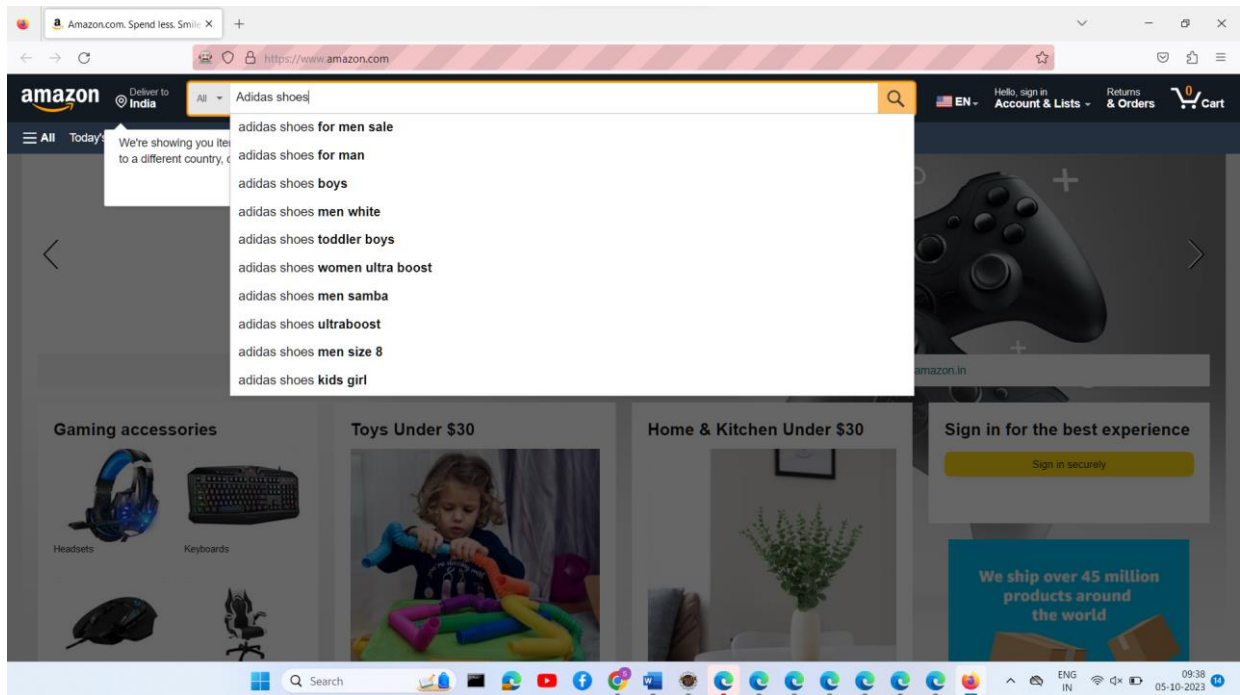 Amazon.com. Spend less. Smile
https://www.amazon.com
amazon
Deliver to
India
All
Adidas shoes
EN
Hello, sign in
Account & Lists
Returns
& Orders
0
Cart
All Today's
We're showing you ite
to a different country, c
adidas shoes for men sale
adidas shoes for man
adidas shoes boys
adidas shoes men white
adidas shoes toddler boys
adidas shoes women ultra boost
adidas shoes men samba
adidas shoes ultraboost
adidas shoes men size 8
adidas shoes kids girl
amazon.in
Gaming accessories
Headsets
Keyboards
Toys Under $30
Home & Kitchen Under $30
Sign in for the best experience
Sign in securely
We ship over 45 million
products around
the world
Search
ENG
IN
09:38
05-10-2023
14